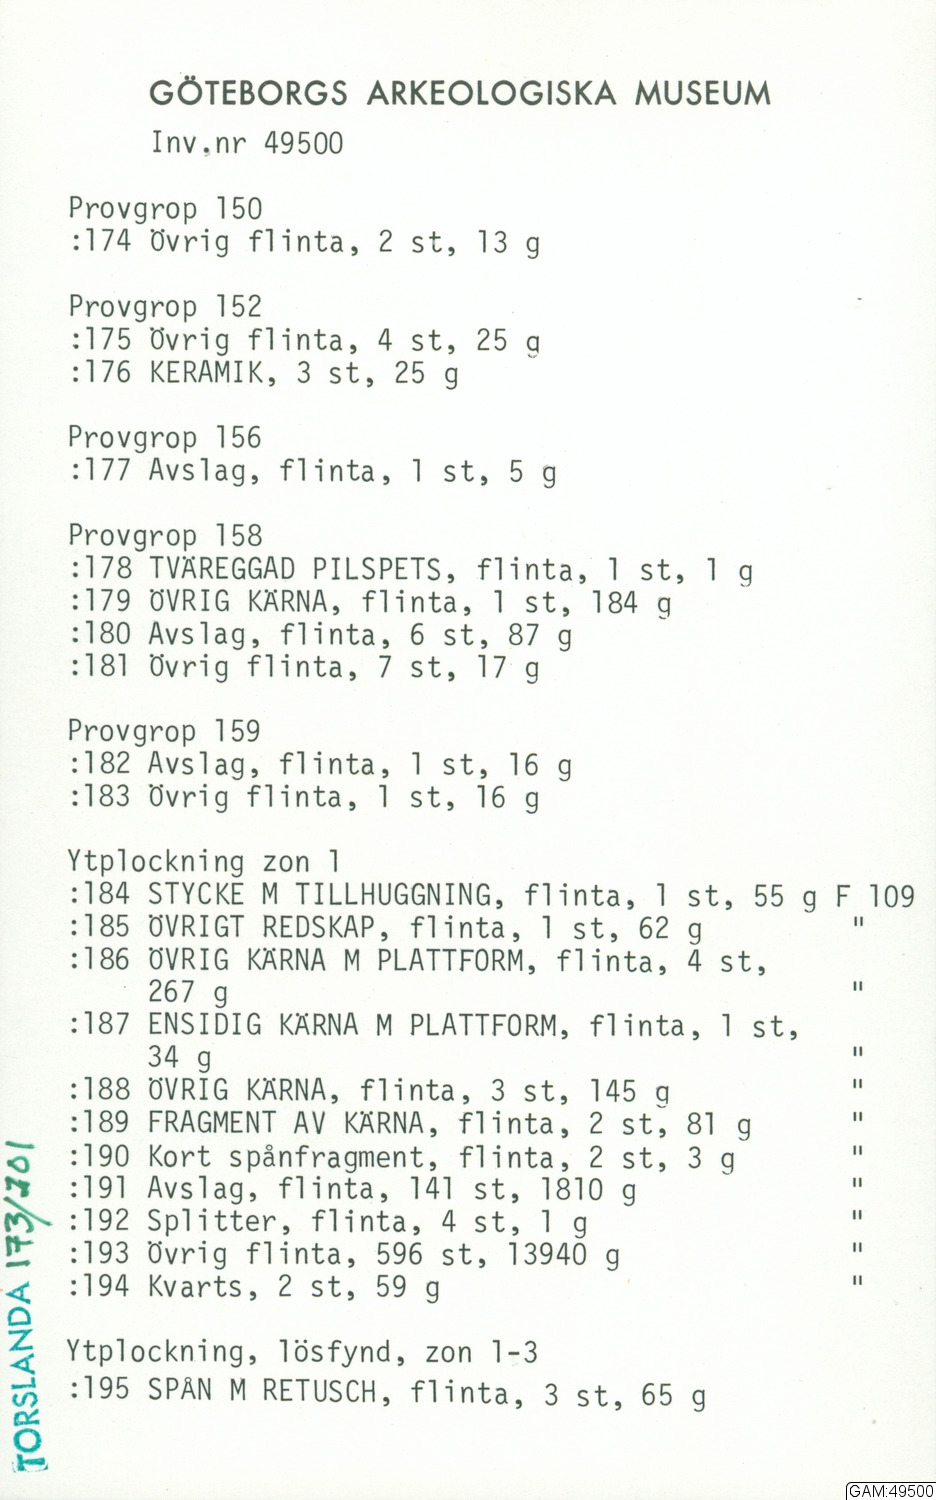 GÖTEBORGS ARKEOLOGISKA MUSEUM
Inv.nr 49500
Provgrop 150
:174 Övrig flinta, 2 st, 13 g
Provgrop 152
:175 Övrig flinta, 4 st, 25 g
:176 KERAMIK, 3 st, 25 g
Provgrop 156
:177 Avslag, flinta, 1 st, 5 g
Provgrop 158
:178 TVÄREGGAD PILSPETS, flinta, 1 st, 1 g
:179 ÖVRIG KÄRNA, flinta, 1 st, 184 g
:180 Avslag, flinta, 6 st, 87 g
:181 Övrig flinta, 7 st, 17 g
Provgrop 159
:182 Avslag, flinta, 1 st, 16 g
:183 Övrig flinta, 1 st, 16 g
Ytplockning zon 1
:184 STYCKE M TILLHUGGNING, flinta, 1 st, 55 g F 109
:185 ÖVRIGT REDSKAP, flinta, 1 st, 62 g "
:186 ÖVRIG KÄRNA M PLATTFORM, flinta, 4 st,
267 g "
:187 ENSIDIG KÄRNA M PLATTFORM, flinta, 1 st,
34 g "
:188 ÖVRIG KÄRNA, flinta, 3 st, 145 g "
:189 FRAGMENT AV KÄRNA, flinta, 2 st, 81 g "
:190 Kort spånfragment, flinta, 2 st, 3 g "
:191 Avslag, flinta, 141 st, 1810 g "
:192 Splitter, flinta, 4 st, 1 g "
:193 Övrig flinta, 596 st, 13940 g "
:194 Kvarts, 2 st, 59 g "
Ytplockning, lösfynd, zon 1-3
:195 SPÅN M RETUSCH, flinta, 3 st, 65 g
TORSLANDA 173/201
GAM:49500